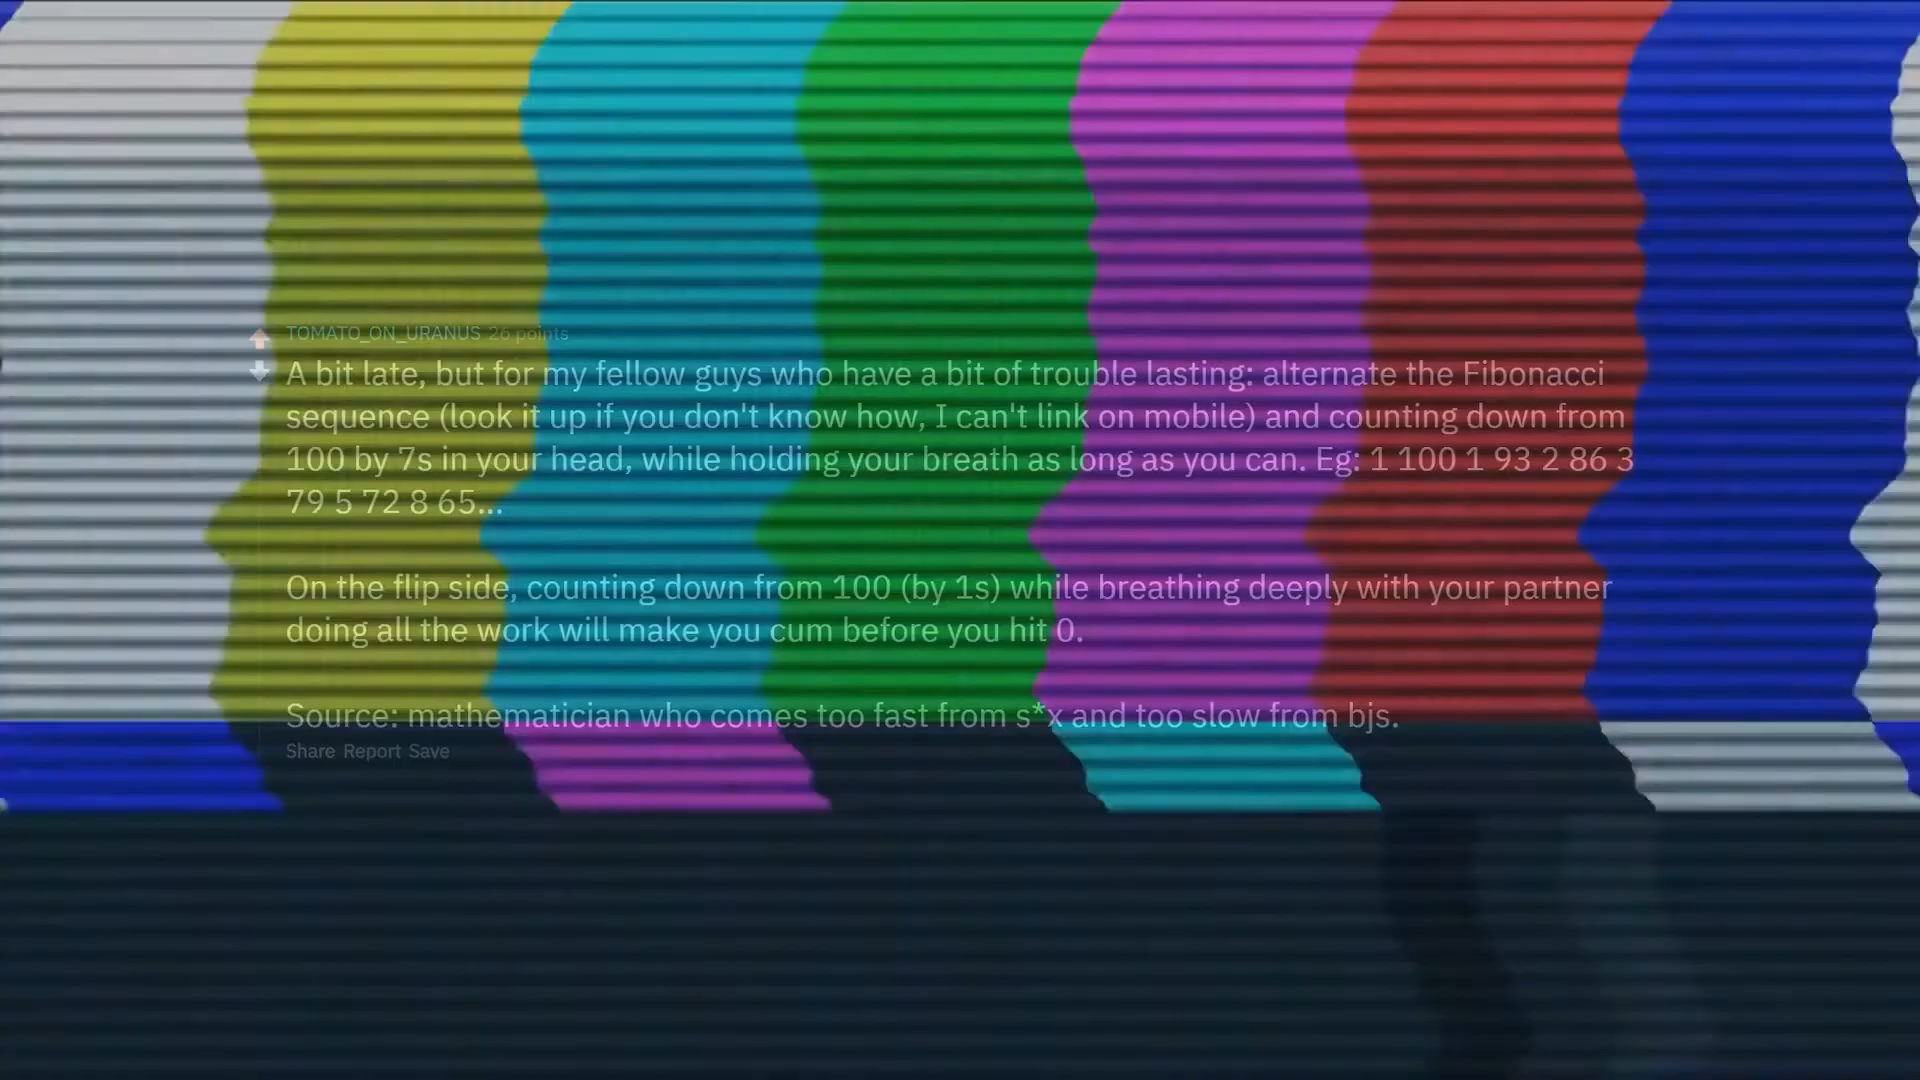 TOMATO_ON_URANUS 26 points
A bit late, but for my fellow guys who have a bit of trouble lasting: alternate the Fibonacci
sequence (look it up if you don't know how, I can't link on mobile) and counting down from
100 by 7s in your head, while holding your breath as long as you can. Eg: 1 100 1 93 2 86 3
79 5 72 8 65...
On the flip side, counting down from 100 (by 1s) while breathing deeply with your partner
doing all the work will make you cum before you hit 0.
Source: mathematician who comes too fast from s*x and too slow from bjs.
Share Report Save